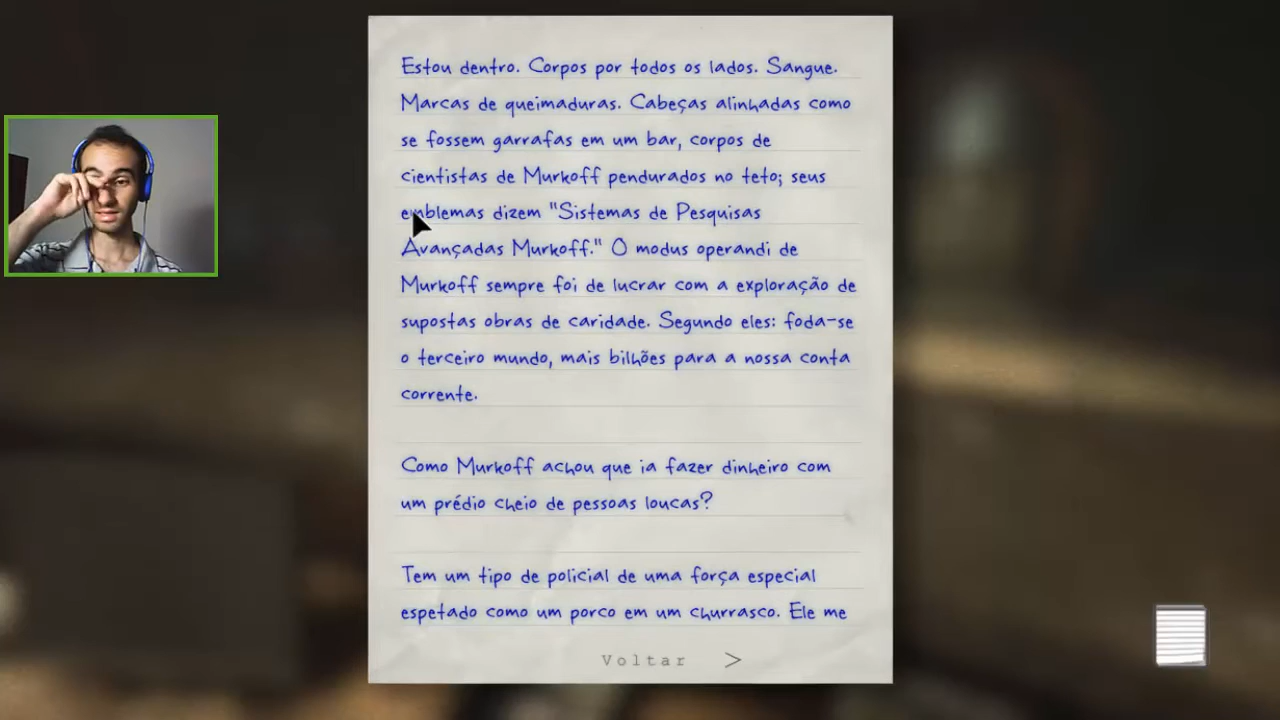 Estou dentro. Corpos por todos os lados. Sangue.
Marcas de queimaduras. Cabeças alinhadas como
se fossem garrafas em um bar, corpos de
cientistas de Murkoff pendurados no teto; seus
emblemas dizem "Sistemas de Pesquisas
Avançadas Murkoff." O modus operandi de
Murkoff sempre foi de lucrar com a exploração de
supostas obras de caridade. Segundo eles: foda-se
o terceiro mundo, mais bilhões para a nossa conta
corrente.
Como Murkoff achou que ia fazer dinheiro com
um prédio cheio de pessoas loucas?
Tem um tipo de policial de uma força especial
espetado como um porco em um churrasco. Ele me
Voltar >